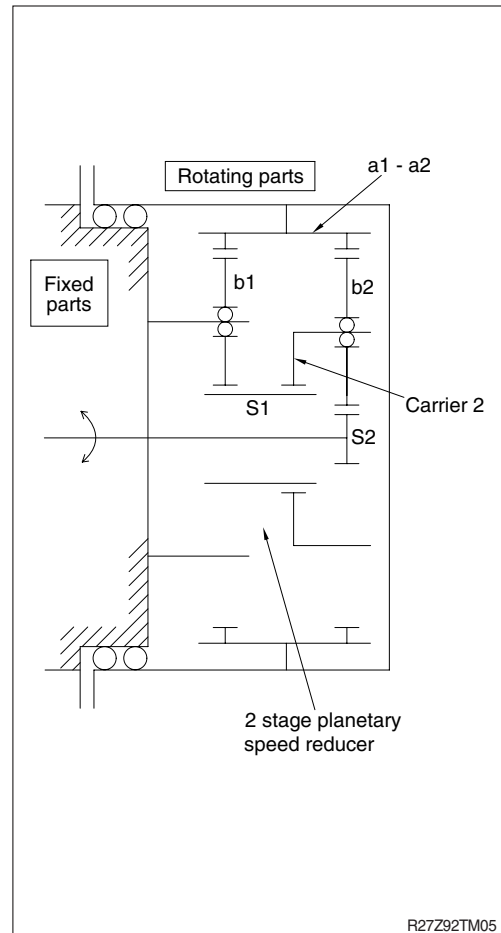 a1 - a2
Rotating parts
b1
b2
Fixed
parts
Carrier 2
S1
S2
2 stage planetary
speed reducer
R27Z92TM05